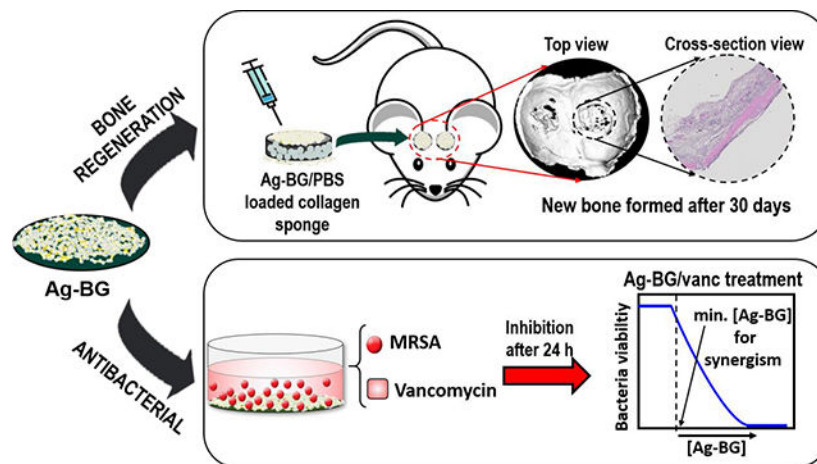 BONE
REGENERATION
Ag-BG
ANTIBACTERIAL
Ag-BG/PBS
loaded collagen
sponge
Top view
Cross-section view
New bone formed after 30 days
MRSA
Vancomycin
Inhibition
after 24 h
Ag-BG/vanc treatment
Bacteria viabiltiy
min. [Ag-BG]
for
synergism
[Ag-BG]